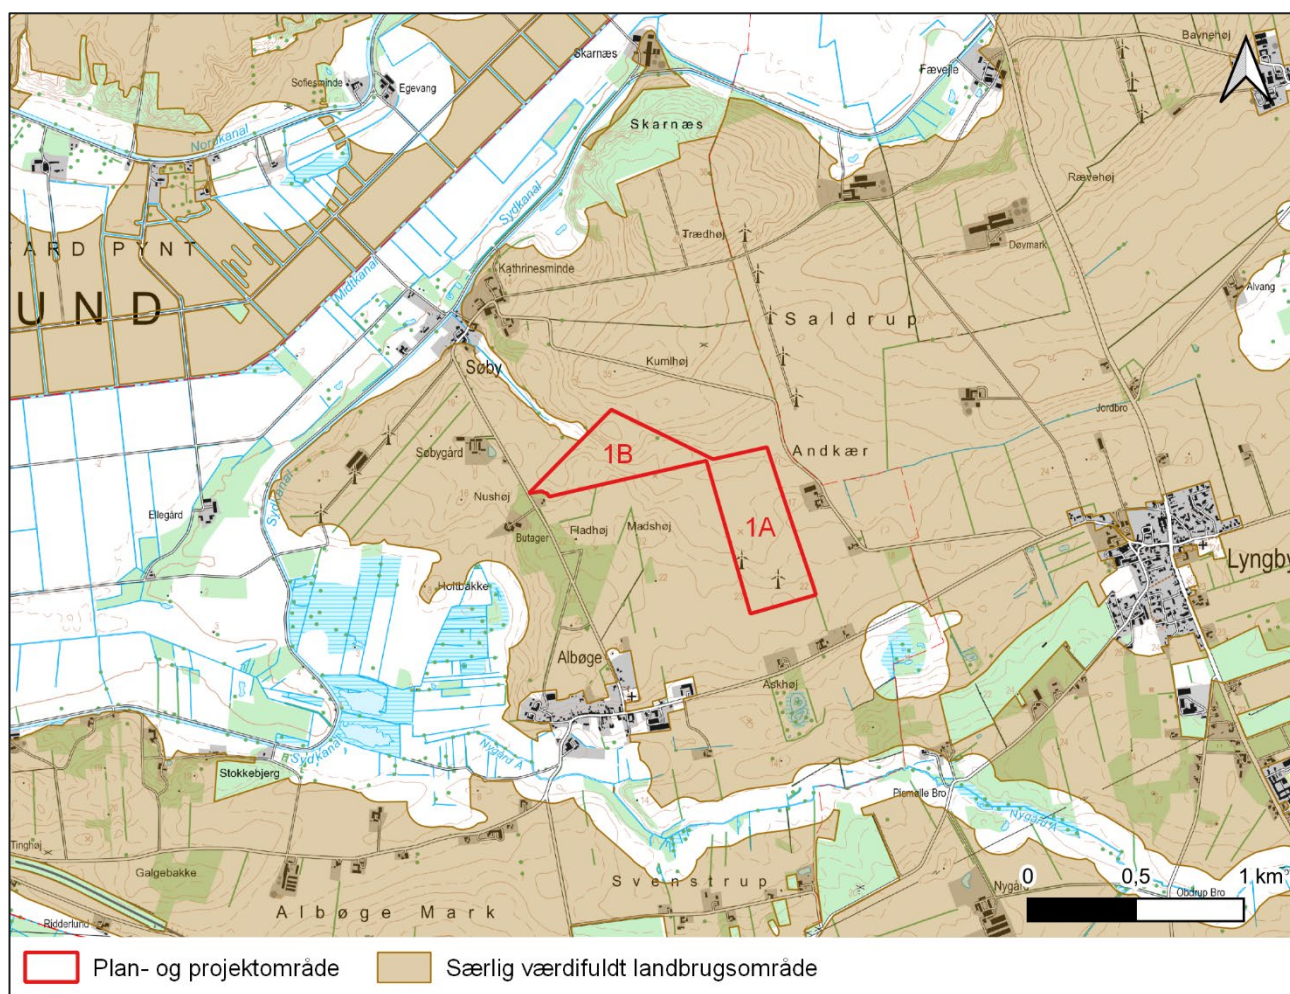 Skarnæs
Bavnehøj
Fævejle
Sofiesminde
Egevang
Skarnæs
Nordkanal
Rævehøj
Sydkanal
Trædhøj
ARD PYNT
Døvmark
Kathrinesminde
Midtkanal
Alvang
UND
Saldrup
Kumlhøj
Søby
Jordbro
1B
Andkær
Søbygård
Nushøj
Ellegård
Sydkanal
Fladhøj
Madshøj
1A
Butager
Lyngby
Holtbakke
Albøge
Askhøj
Sydkanal
Nygård Å
Stokkebjerg
Piemølle Bro
Nygård Å
Tinghøj
Galgebakke
Svenstrup
0 0,5 1 km
Nygård
Obdrup Bro
Albøge Mark
Ridderlund
Plan- og projektområde
Særlig værdifuldt landbrugsområde